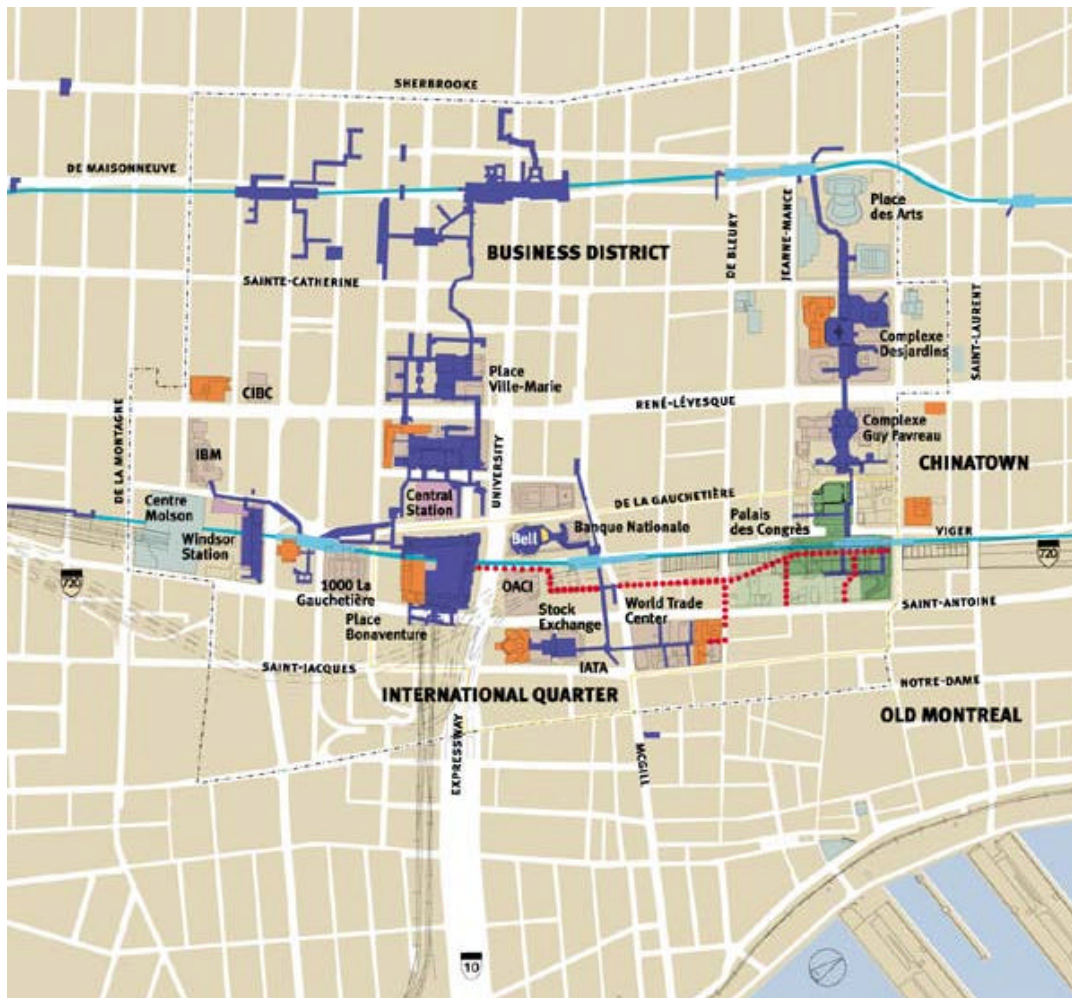 SHERBROOKE
DE MAISONNEUVE
Place
des Arts
DE BLEURY
JEANNE-MANCE
BUSINESS DISTRICT
SAINTE-CATHERINE
SAINT-LAURENT
Complexe
Desjardins
Place
Ville-Marie
CIBC
RENÉ-LÉVESQUE
DE LA MONTAGNE
Complexe
Guy Favreau
IBM
UNIVERSITY
CHINATOWN
Central
Station
DE LA GAUCHETIÈRE
Centre
Molson
Palais
des Congrès
Banque Nationale
Bell
VIGER
Windsor
Station
720
720
1000 La
Gauchetière
OACI
Stock
Exchange
World Trade
Center
SAINT-ANTOINE
Place
Bonaventure
SAINT-JACQUES
IATA
NOTRE-DAME
INTERNATIONAL QUARTER
OLD MONTREAL
EXPRESSWAY
MCGILL
10